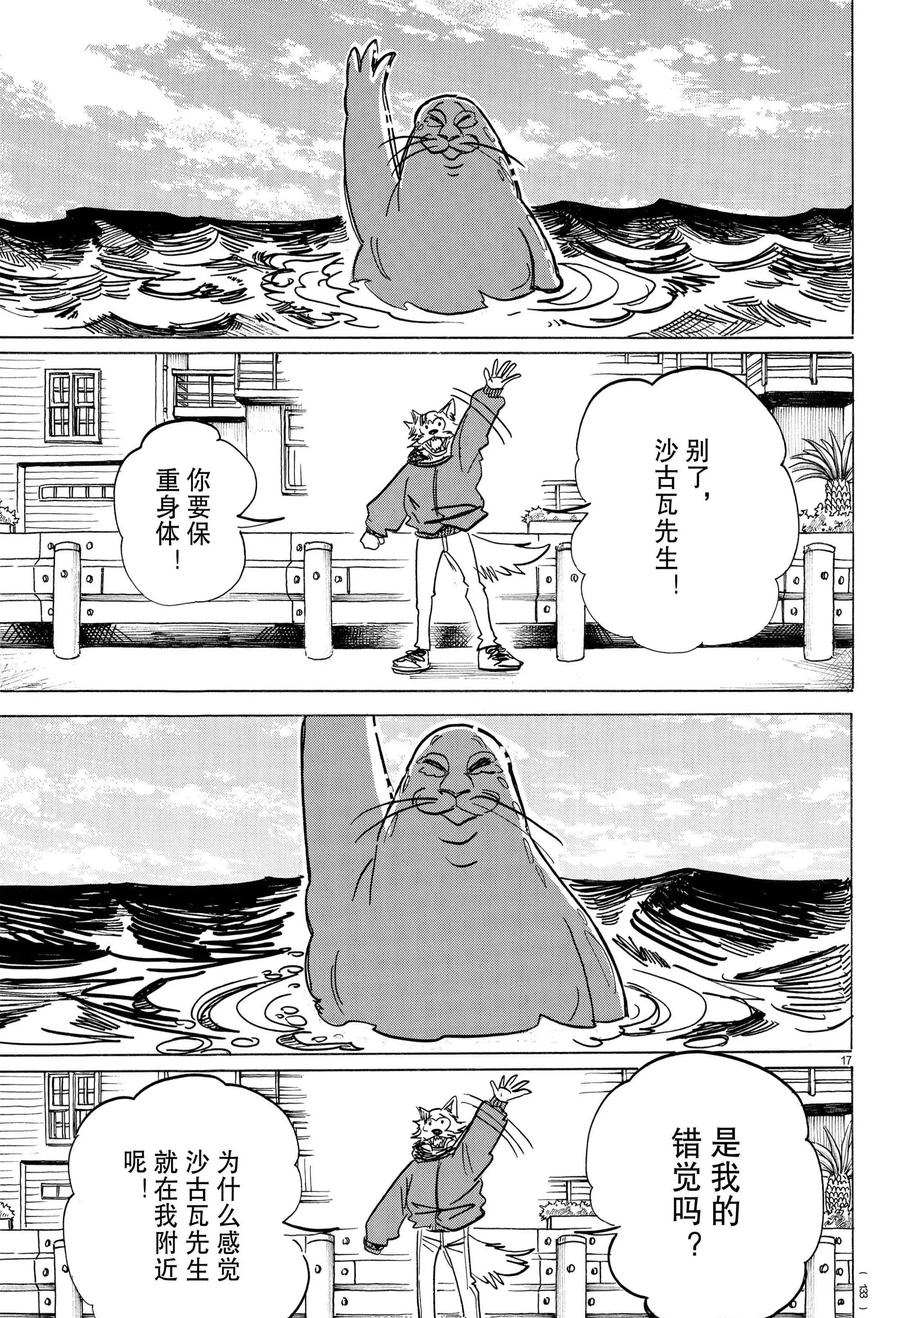 别了，
沙古瓦先生！
你要保
重身体！
17
是我的
错觉吗？
为什么感觉
沙古瓦先生
就在我附近
呢！
( 133 )